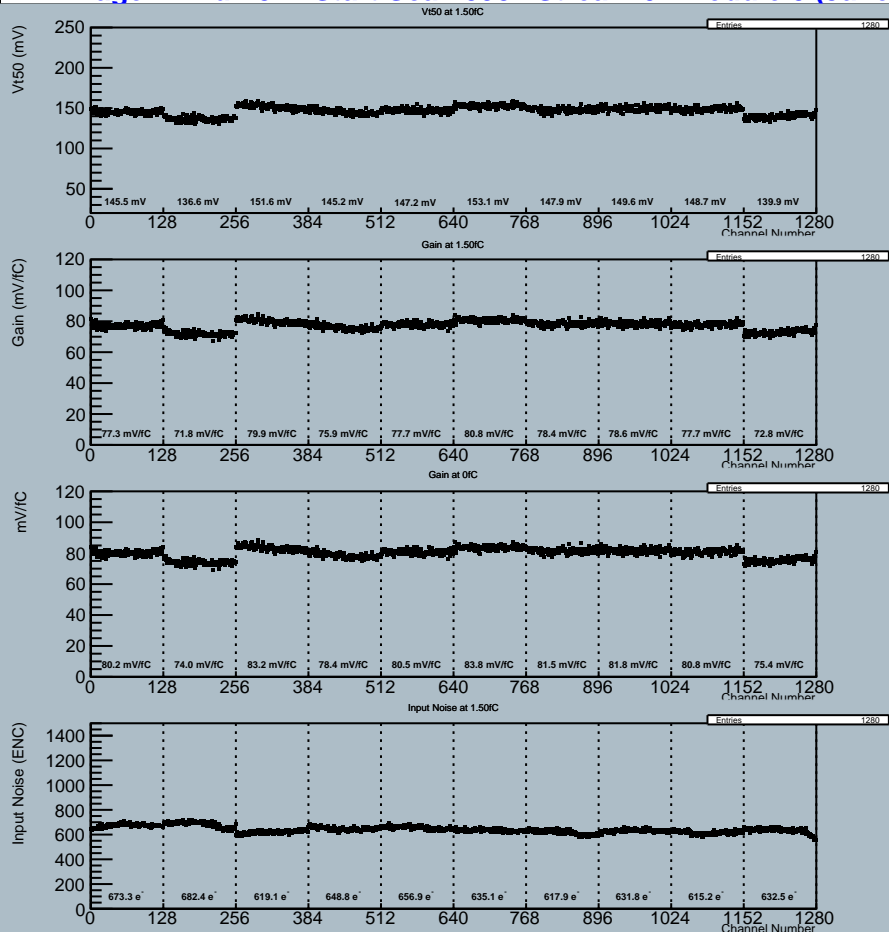 Vt50 at 1.50fC
Entries 1280
Vt50 (mV)
250
200
150
100
50
145.5 mV 136.6 mV 151.6 mV 145.2 mV 147.2 mV 153.1 mV 147.9 mV 149.6 mV 148.7 mV 139.9 mV
0 128 256 384 512 640 768 896 1024 1152 1280
Channel Number
Gain at 1.50fC
Entries 1280
Gain (mV/fC)
120
100
80
60
40
20
0
77.3 mV/fC 71.8 mV/fC 79.9 mV/fC 75.9 mV/fC 77.7 mV/fC 80.8 mV/fC 78.4 mV/fC 78.6 mV/fC 77.7 mV/fC 72.8 mV/fC
0 128 256 384 512 640 768 896 1024 1152 1280
Channel Number
Gain at 0fC
Entries 1280
mV/fC
120
100
80
60
40
20
0
80.2 mV/fC 74.0 mV/fC 83.2 mV/fC 78.4 mV/fC 80.5 mV/fC 83.8 mV/fC 81.5 mV/fC 81.8 mV/fC 80.8 mV/fC 75.4 mV/fC
0 128 256 384 512 640 768 896 1024 1152 1280
Channel Number
Input Noise at 1.50fC
Entries 1280
Input Noise (ENC)
1400
1200
1000
800
600
400
200
0
673.3 e⁻ 682.4 e⁻ 619.1 e⁻ 648.8 e⁻ 656.9 e⁻ 635.1 e⁻ 617.9 e⁻ 631.8 e⁻ 615.2 e⁻ 632.5 e⁻
0 128 256 384 512 640 768 896 1024 1152 1280
Channel Number